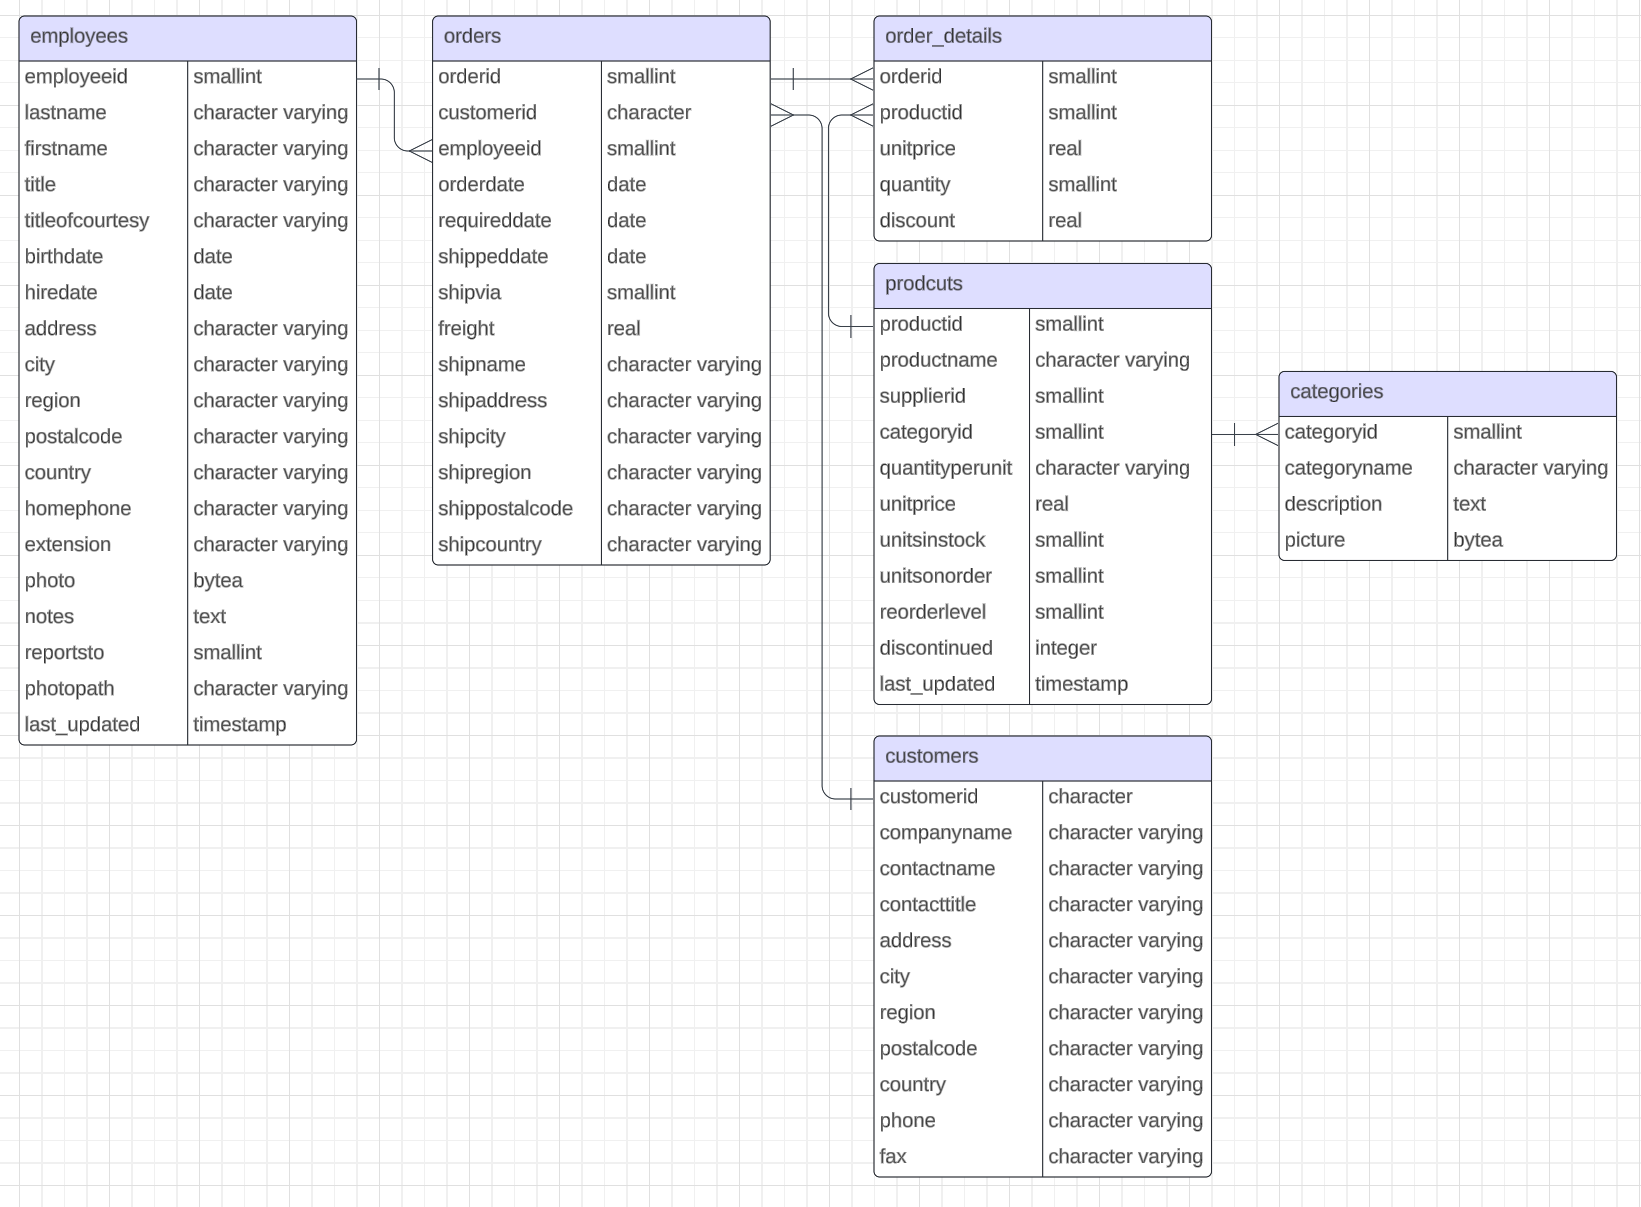 employees
employeeid smallint
lastname character varying
firstname character varying
title character varying
titleofcourtesy character varying
birthdate date
hiredate date
address character varying
city character varying
region character varying
postalcode character varying
country character varying
homephone character varying
extension character varying
photo bytea
notes text
reportsto smallint
photopath character varying
last_updated timestamp
orders
orderid smallint
customerid character
employeeid smallint
orderdate date
requireddate date
shippeddate date
shipvia smallint
freight real
shipname character varying
shipaddress character varying
shipcity character varying
shipregion character varying
shippostalcode character varying
shipcountry character varying
order_details
orderid smallint
productid smallint
unitprice real
quantity smallint
discount real
prodcuts
productid smallint
productname character varying
supplierid smallint
categoryid smallint
quantityperunit character varying
unitprice real
unitsinstock smallint
unitsonorder smallint
reorderlevel smallint
discontinued integer
last_updated timestamp
categories
categoryid smallint
categoryname character varying
description text
picture bytea
customers
customerid character
companyname character varying
contactname character varying
contacttitle character varying
address character varying
city character varying
region character varying
postalcode character varying
country character varying
phone character varying
fax character varying